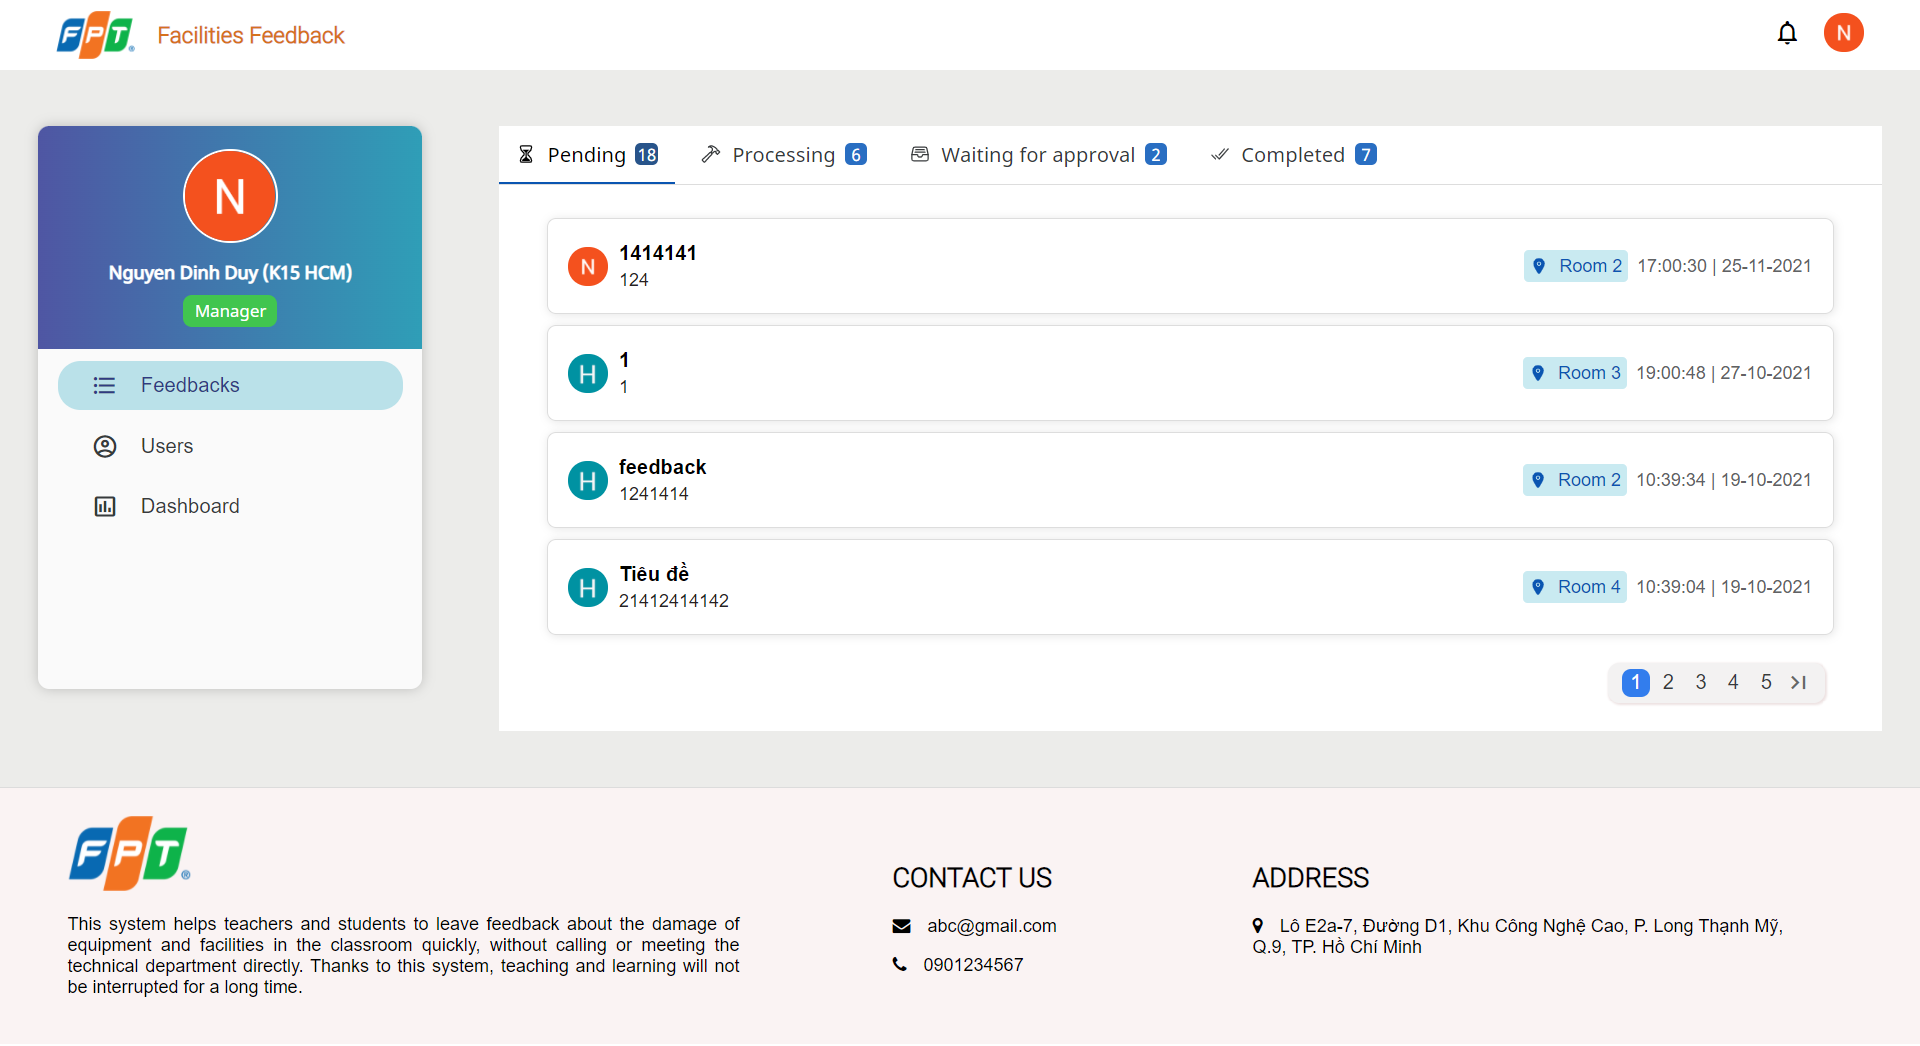 FPT® Facilities Feedback
N
N
Nguyen Dinh Duy (K15 HCM)
Manager
Feedbacks
Users
Dashboard
Pending 18 Processing 6 Waiting for approval 2 Completed 7
N
1414141
124
Room 2 17:00:30 | 25-11-2021
H
1
1
Room 3 19:00:48 | 27-10-2021
H
feedback
1241414
Room 2 10:39:34 | 19-10-2021
H
Tiêu đề
21412414142
Room 4 10:39:04 | 19-10-2021
1 2 3 4 5
FPT®
This system helps teachers and students to leave feedback about the damage of
equipment and facilities in the classroom quickly, without calling or meeting the
technical department directly. Thanks to this system, teaching and learning will not
be interrupted for a long time.
CONTACT US
abc@gmail.com
0901234567
ADDRESS
Lô E2a-7, Đường D1, Khu Công Nghệ Cao, P. Long Thạnh Mỹ,
Q.9, TP. Hồ Chí Minh